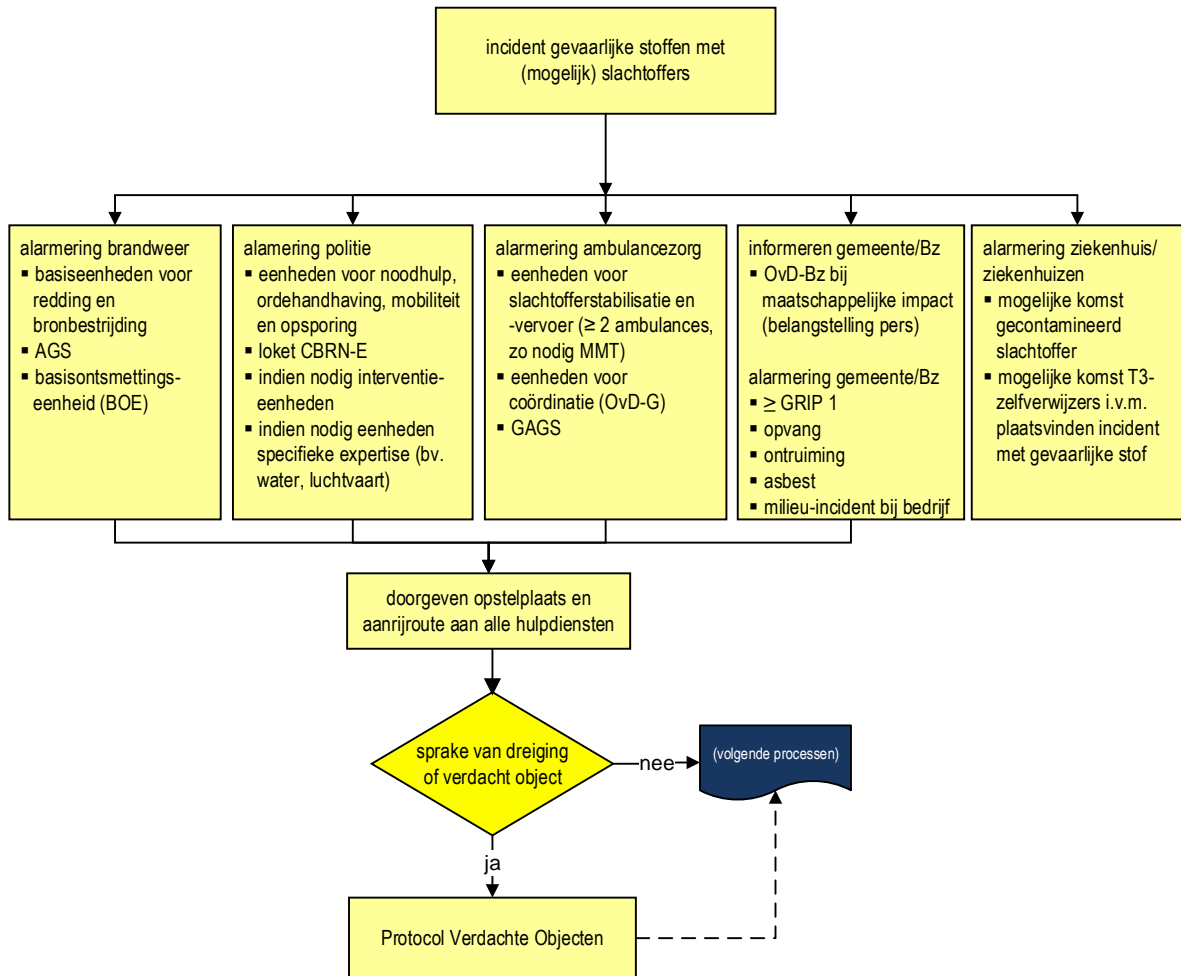 incident gevaarlijke stoffen met
(mogelijk) slachtoffers
alarmering brandweer
▪ basiseenheden voor
redding en
bronbestrijding
▪ AGS
▪ basisontsmettings-
eenheid (BOE)
alamering politie
▪ eenheden voor noodhulp,
ordehandhaving, mobiliteit
en opsporing
▪ loket CBRN-E
▪ indien nodig interventie-
eenheden
▪ indien nodig eenheden
specifieke expertise (bv.
water, luchtvaart)
alarmering ambulancezorg
▪ eenheden voor
slachtofferstabilisatie en
-vervoer (≥ 2 ambulances,
zo nodig MMT)
▪ eenheden voor
coördinatie (OvD-G)
▪ GAGS
informeren gemeente/Bz
▪ OvD-Bz bij
maatschappelijke impact
(belangstelling pers)
alarmering gemeente/Bz
▪ ≥ GRIP 1
▪ opvang
▪ ontruiming
▪ asbest
▪ milieu-incident bij bedrijf
alarmering ziekenhuis/
ziekenhuizen
▪ mogelijke komst
gecontamineerd
slachtoffer
▪ mogelijke komst T3-
zelfverwijzers i.v.m.
plaatsvinden incident
met gevaarlijke stof
doorgeven opstelplaats en
aanrijroute aan alle hulpdiensten
sprake van dreiging
of verdacht object
nee
(volgende processen)
ja
Protocol Verdachte Objecten